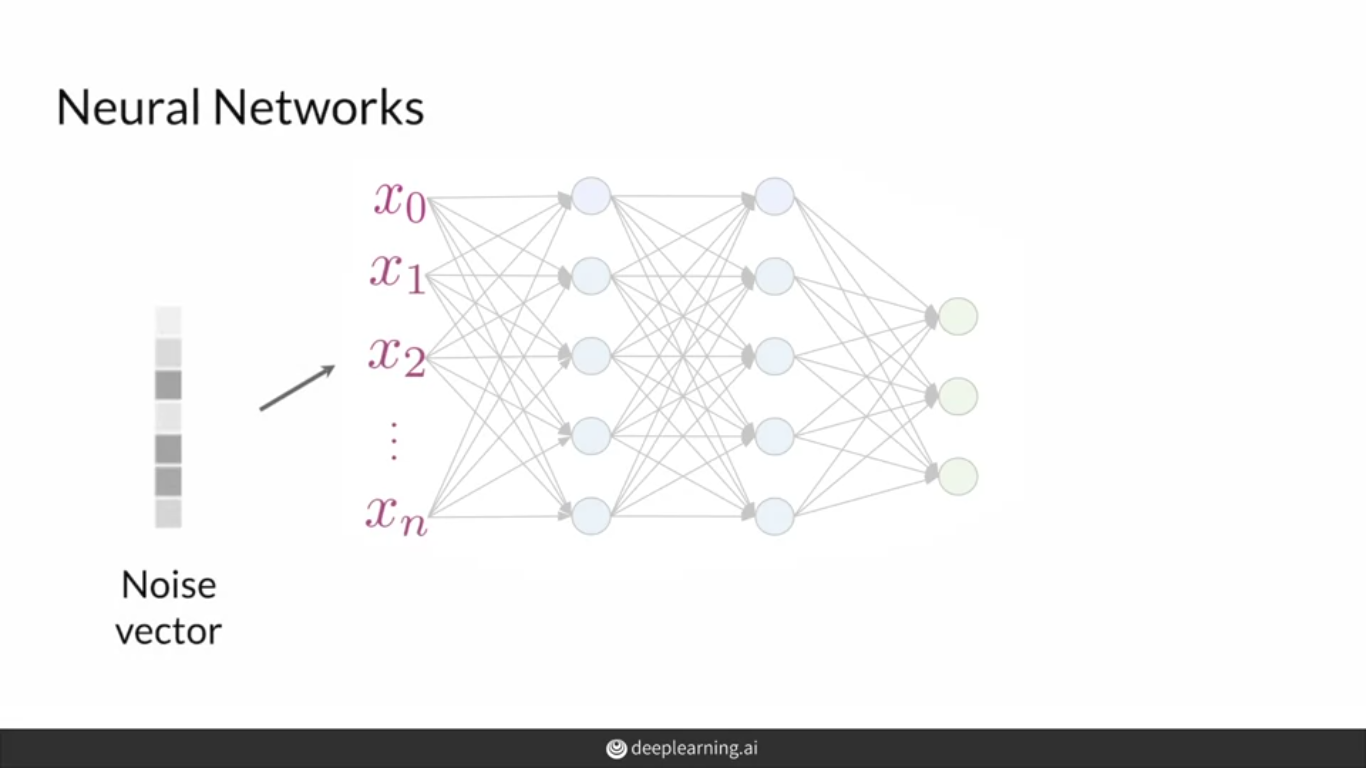 Neural Networks
x₀
x₁
x₂
⋮
xₙ
Noise
vector
deeplearning.ai